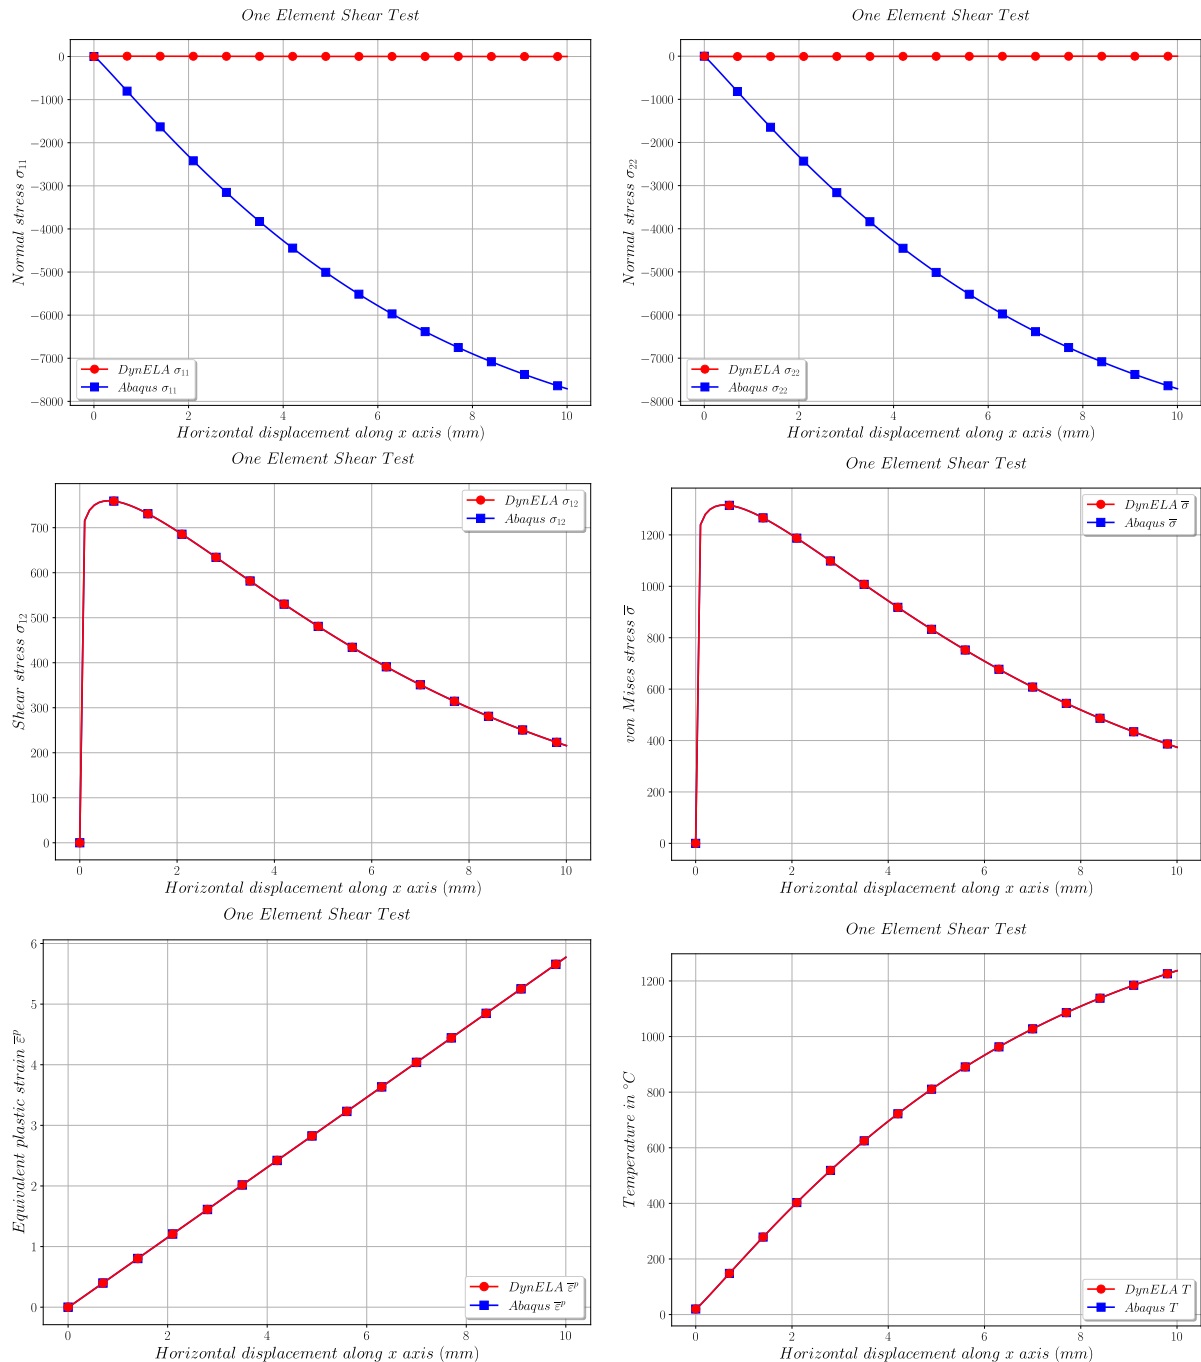 One Element Shear Test
0
−1000
−2000
−3000
−4000
−5000
−6000
−7000
−8000
Normal stress σ11
DynELA σ11
Abaqus σ11
0 2 4 6 8 10
Horizontal displacement along x axis (mm)
One Element Shear Test
0
−1000
−2000
−3000
−4000
−5000
−6000
−7000
−8000
Normal stress σ22
DynELA σ22
Abaqus σ22
0 2 4 6 8 10
Horizontal displacement along x axis (mm)
One Element Shear Test
700
600
500
400
300
200
100
0
Shear stress σ12
DynELA σ12
Abaqus σ12
0 2 4 6 8 10
Horizontal displacement along x axis (mm)
One Element Shear Test
1200
1000
800
600
400
200
0
von Mises stress σ̅
DynELA σ̅
Abaqus σ̅
0 2 4 6 8 10
Horizontal displacement along x axis (mm)
One Element Shear Test
6
5
4
3
2
1
0
Equivalent plastic strain ε̅ᵖ
DynELA ε̅ᵖ
Abaqus ε̅ᵖ
0 2 4 6 8 10
Horizontal displacement along x axis (mm)
One Element Shear Test
1200
1000
800
600
400
200
0
Temperature in °C
DynELA T
Abaqus T
0 2 4 6 8 10
Horizontal displacement along x axis (mm)